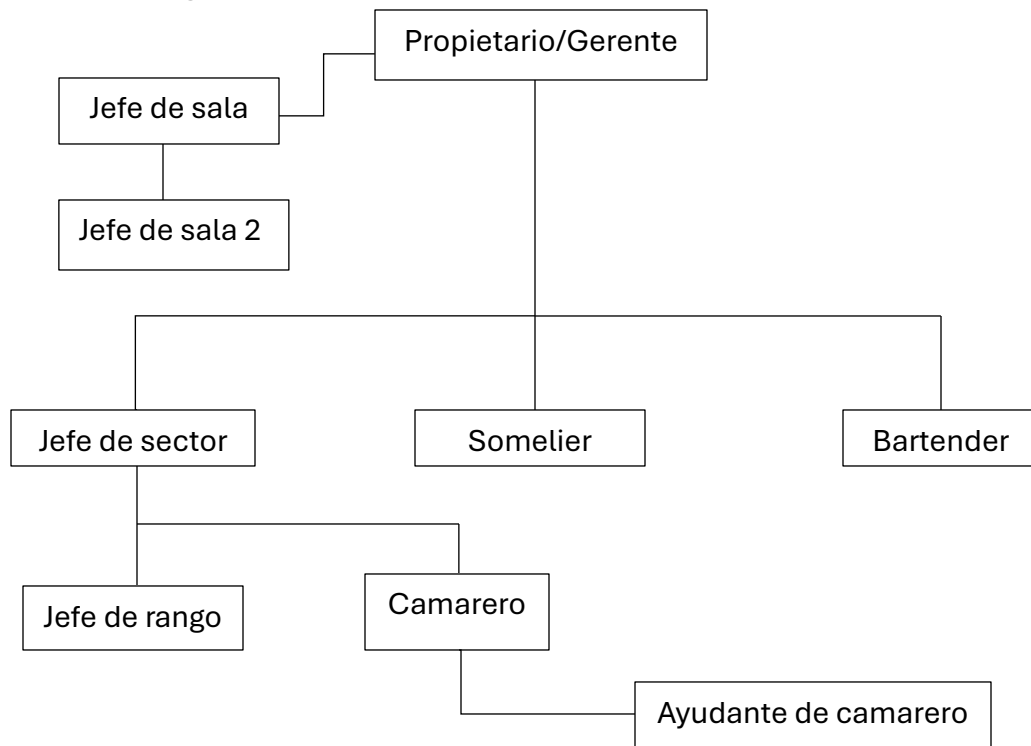 Propietario/Gerente
Jefe de sala
Jefe de sala 2
Jefe de sector
Somelier
Bartender
Jefe de rango
Camarero
Ayudante de camarero